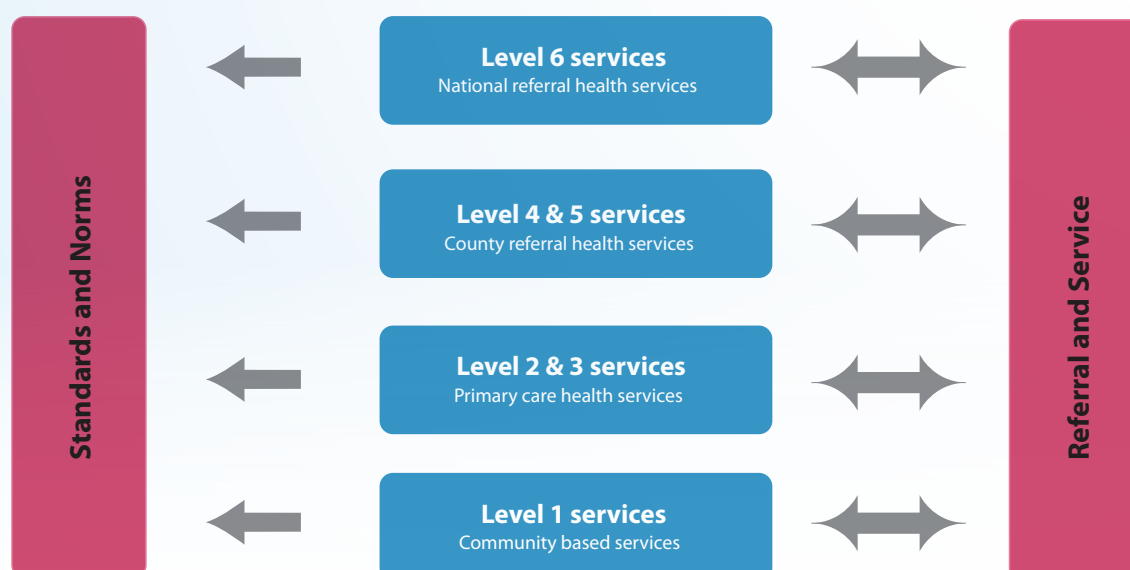 Standards and Norms
Level 6 services
National referral health services
Level 4 & 5 services
County referral health services
Level 2 & 3 services
Primary care health services
Level 1 services
Community based services
Referral and Service